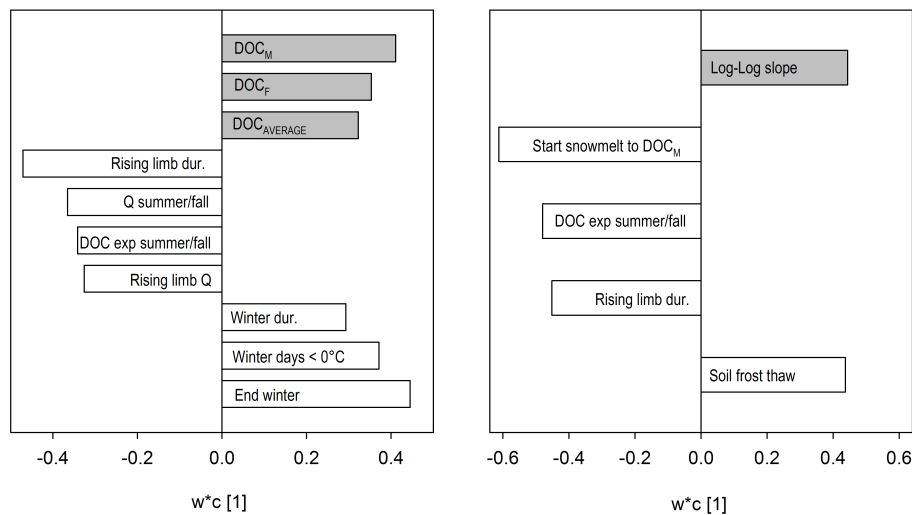 DOC_M
DOC_F
DOC_AVERAGE
Rising limb dur.
Q summer/fall
DOC exp summer/fall
Rising limb Q
Winter dur.
Winter days < 0°C
End winter
-0.4 -0.2 0.0 0.2 0.4
w*c [1]
Log-Log slope
Start snowmelt to DOC_M
DOC exp summer/fall
Rising limb dur.
Soil frost thaw
-0.6 -0.4 -0.2 0.0 0.2 0.4 0.6
w*c [1]